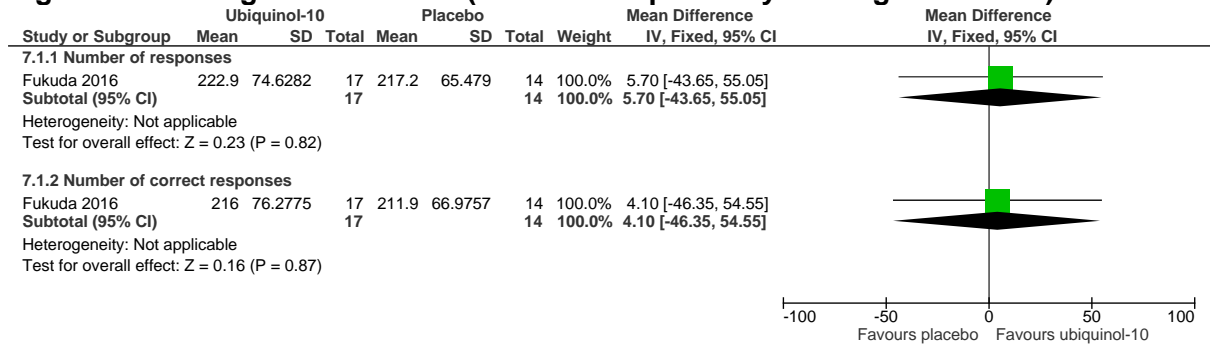 Ubiquinol-10 Placebo Mean Difference Mean Difference
Study or Subgroup Mean SD Total Mean SD Total Weight IV, Fixed, 95% CI IV, Fixed, 95% CI
7.1.1 Number of responses
Fukuda 2016 222.9 74.6282 17 217.2 65.479 14 100.0% 5.70 [-43.65, 55.05]
Subtotal (95% CI) 17 14 100.0% 5.70 [-43.65, 55.05]
Heterogeneity: Not applicable
Test for overall effect: Z = 0.23 (P = 0.82)
7.1.2 Number of correct responses
Fukuda 2016 216 76.2775 17 211.9 66.9757 14 100.0% 4.10 [-46.35, 54.55]
Subtotal (95% CI) 17 14 100.0% 4.10 [-46.35, 54.55]
Heterogeneity: Not applicable
Test for overall effect: Z = 0.16 (P = 0.87)
-100 -50 0 50 100
Favours placebo Favours ubiquinol-10